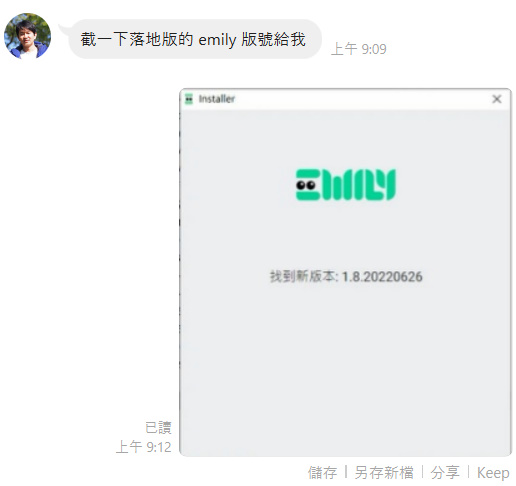 截一下落地版的 emily 版號給我
上午 9:09
Installer
EMILY
找到新版本: 1.8.20220626
已讀
上午 9:12
儲存 | 另存新檔 | 分享 | Keep